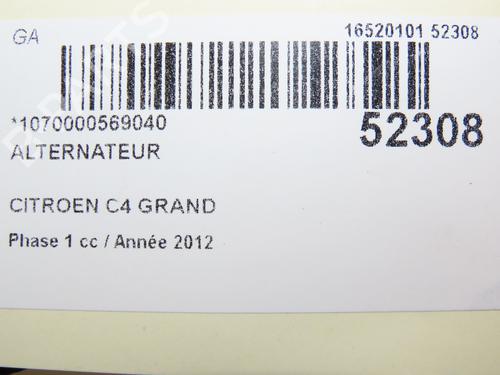 GA
16520101 52308
*1070000569040
52308
ALTERNATEUR
CITROEN C4 GRAND
Phase 1 cc / Année 2012